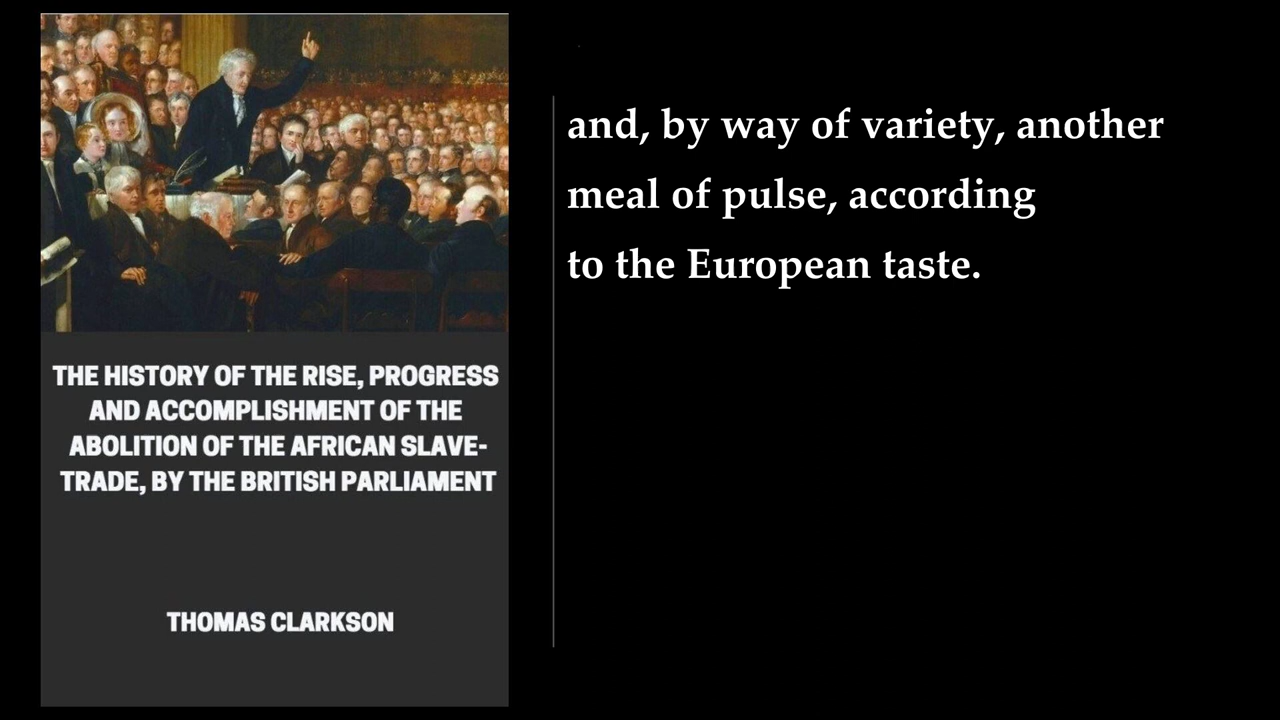 THE HISTORY OF THE RISE, PROGRESS
AND ACCOMPLISHMENT OF THE
ABOLITION OF THE AFRICAN SLAVE-
TRADE, BY THE BRITISH PARLIAMENT
THOMAS CLARKSON
and, by way of variety, another
meal of pulse, according
to the European taste.